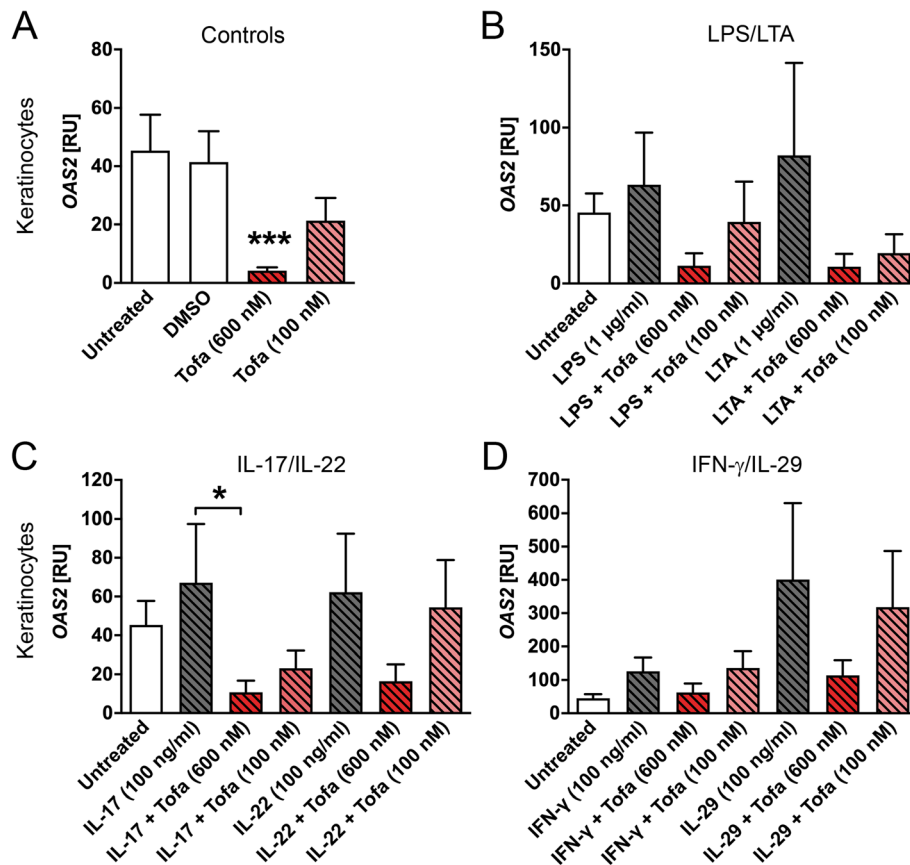 A
Controls
Keratinocytes
OAS2 [RU]
80
60
40
20
0
***
Untreated
DMSO
Tofa (600 nM)
Tofa (100 nM)
B
LPS/LTA
OAS2 [RU]
150
100
50
0
Untreated
LPS (1 µg/ml)
LPS + Tofa (600 nM)
LPS + Tofa (100 nM)
LTA (1 µg/ml)
LTA + Tofa (600 nM)
LTA + Tofa (100 nM)
C
IL-17/IL-22
Keratinocytes
OAS2 [RU]
120
100
80
60
40
20
0
*
Untreated
IL-17 (100 ng/ml)
IL-17 + Tofa (600 nM)
IL-17 + Tofa (100 nM)
IL-22 (100 ng/ml)
IL-22 + Tofa (600 nM)
IL-22 + Tofa (100 nM)
D
IFN-γ/IL-29
OAS2 [RU]
700
600
500
400
300
200
100
0
Untreated
IFN-γ (100 ng/ml)
IFN-γ + Tofa (600 nM)
IFN-γ + Tofa (100 nM)
IL-29 (100 ng/ml)
IL-29 + Tofa (600 nM)
IL-29 + Tofa (100 nM)